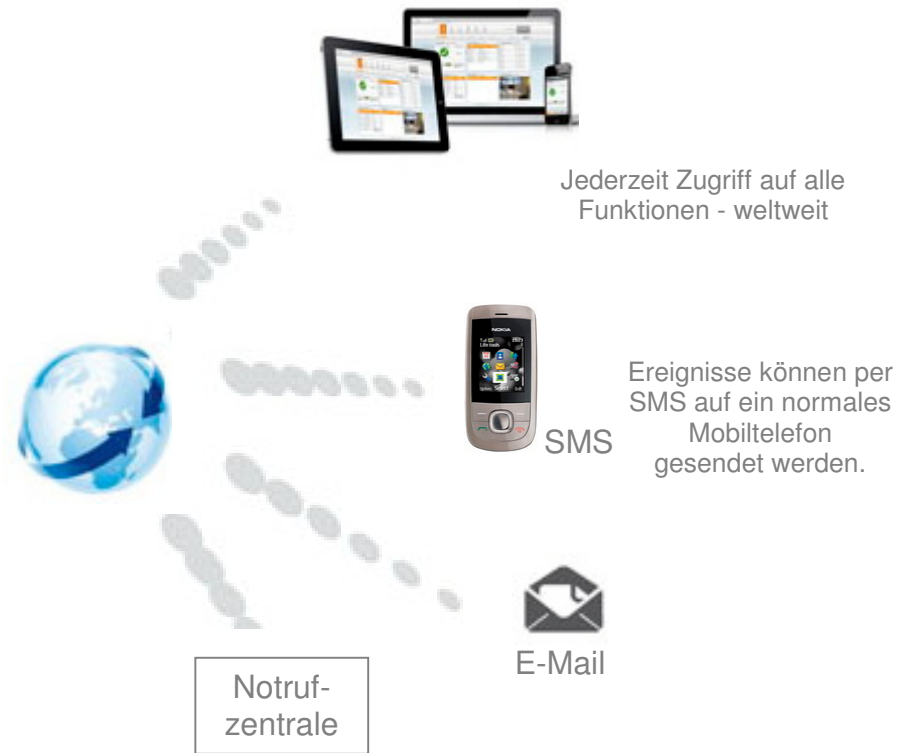 Jederzeit Zugriff auf alle
Funktionen - weltweit
NOKIA
SMS
Ereignisse können per
SMS auf ein normales
Mobiltelefon
gesendet werden.
E-Mail
Notruf-
zentrale